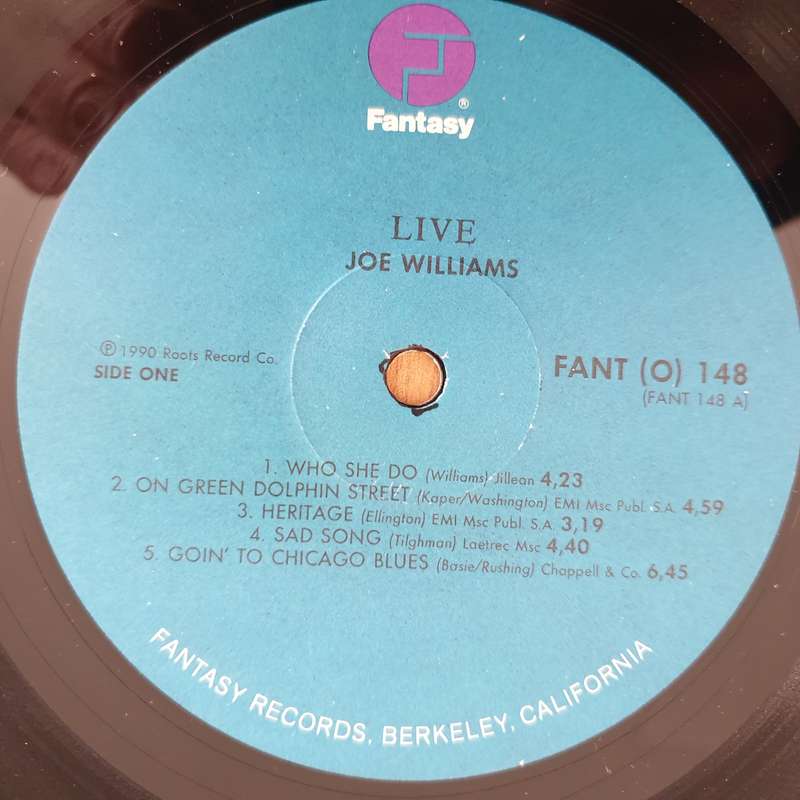 Fantasy®
LIVE
JOE WILLIAMS
℗ 1990 Roots Record Co.
SIDE ONE
FANT (O) 148
(FANT 148 A)
1. WHO SHE DO (Williams) Jillean 4,23
2. ON GREEN DOLPHIN STREET (Kaper/Washington) EMI Msc Publ. S.A. 4,59
3. HERITAGE (Ellington) EMI Msc Publ. S.A. 3,19
4. SAD SONG (Tilghman) Laetrec Msc 4,40
5. GOIN' TO CHICAGO BLUES (Basie/Rushing) Chappell & Co. 6,45
FANTASY RECORDS, BERKELEY, CALIFORNIA